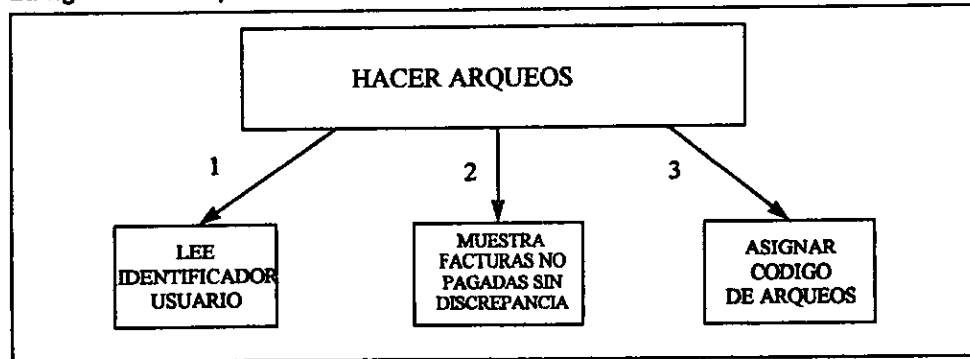 HACER ARQUEOS
1
2
3
LEE
IDENTIFICADOR
USUARIO
MUESTRA
FACTURAS NO
PAGADAS SIN
DISCREPANCIA
ASIGNAR
CODIGO
DE ARQUEOS